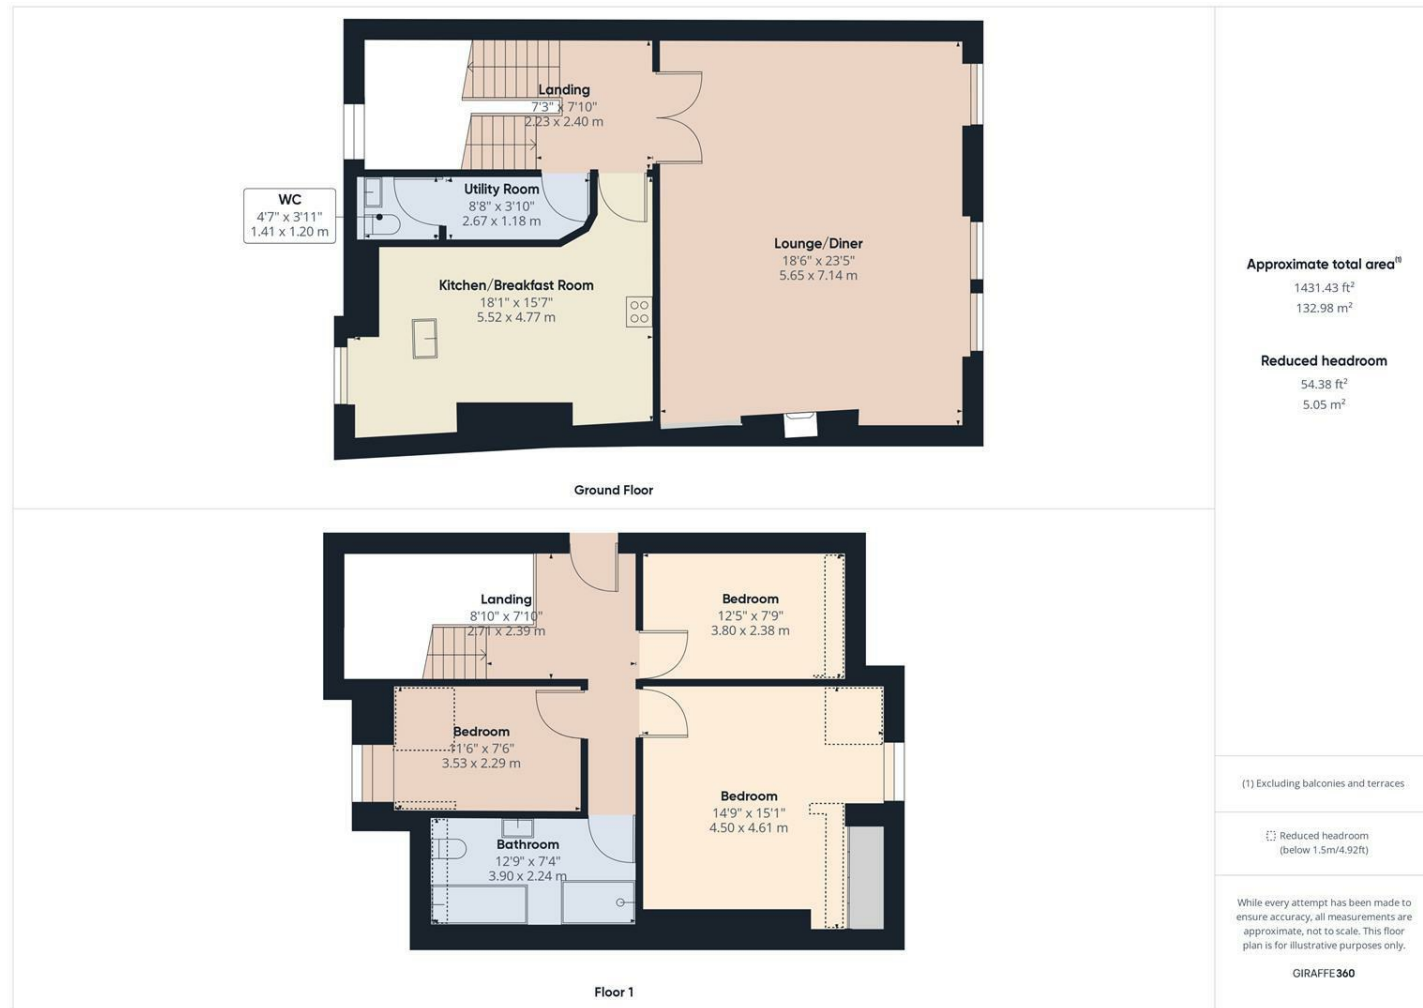 Landing
7'3" x 7'10"
2.23 x 2.40 m
WC
4'7" x 3'11"
1.41 x 1.20 m
Utility Room
8'8" x 3'10"
2.67 x 1.18 m
Lounge/Diner
18'6" x 23'5"
5.65 x 7.14 m
Kitchen/Breakfast Room
18'1" x 15'7"
5.52 x 4.77 m
Ground Floor
Landing
8'10" x 7'10"
2.71 x 2.39 m
Bedroom
12'5" x 7'9"
3.80 x 2.38 m
Bedroom
11'6" x 7'6"
3.53 x 2.29 m
Bedroom
14'9" x 15'1"
4.50 x 4.61 m
Bathroom
12'9" x 7'4"
3.90 x 2.24 m
Floor 1
Approximate total area(1)
1431.43 ft²
132.98 m²
Reduced headroom
54.38 ft²
5.05 m²
(1) Excluding balconies and terraces
Reduced headroom
(below 1.5m/4.92ft)
While every attempt has been made to
ensure accuracy, all measurements are
approximate, not to scale. This floor
plan is for illustrative purposes only.
GIRAFFE360